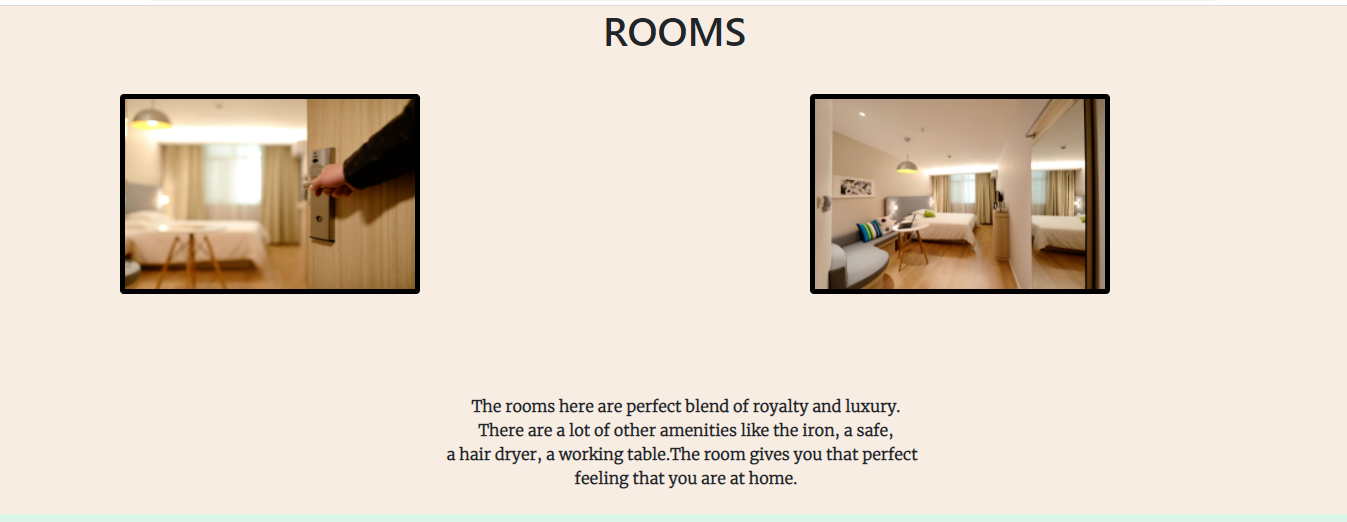 ROOMS
The rooms here are perfect blend of royalty and luxury.
There are a lot of other amenities like the iron, a safe,
a hair dryer, a working table.The room gives you that perfect
feeling that you are at home.